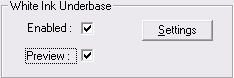 White Ink Underbase
Enabled : Settings
Preview :